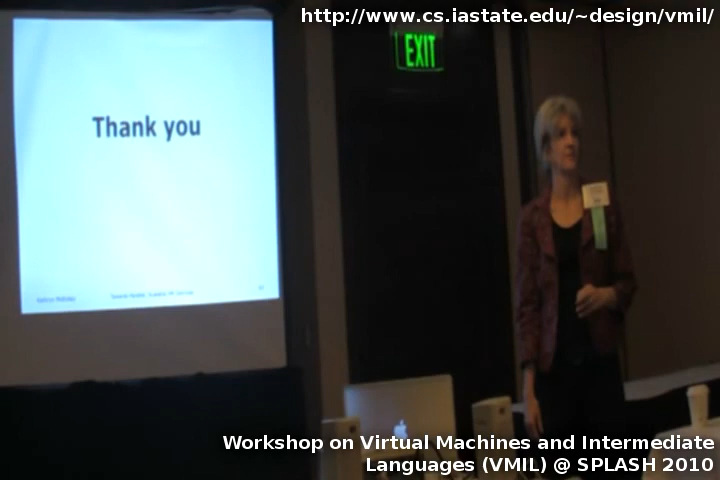 http://www.cs.iastate.edu/~design/vmil/
EXIT
Thank you
Workshop on Virtual Machines and Intermediate
Languages (VMIL) @ SPLASH 2010